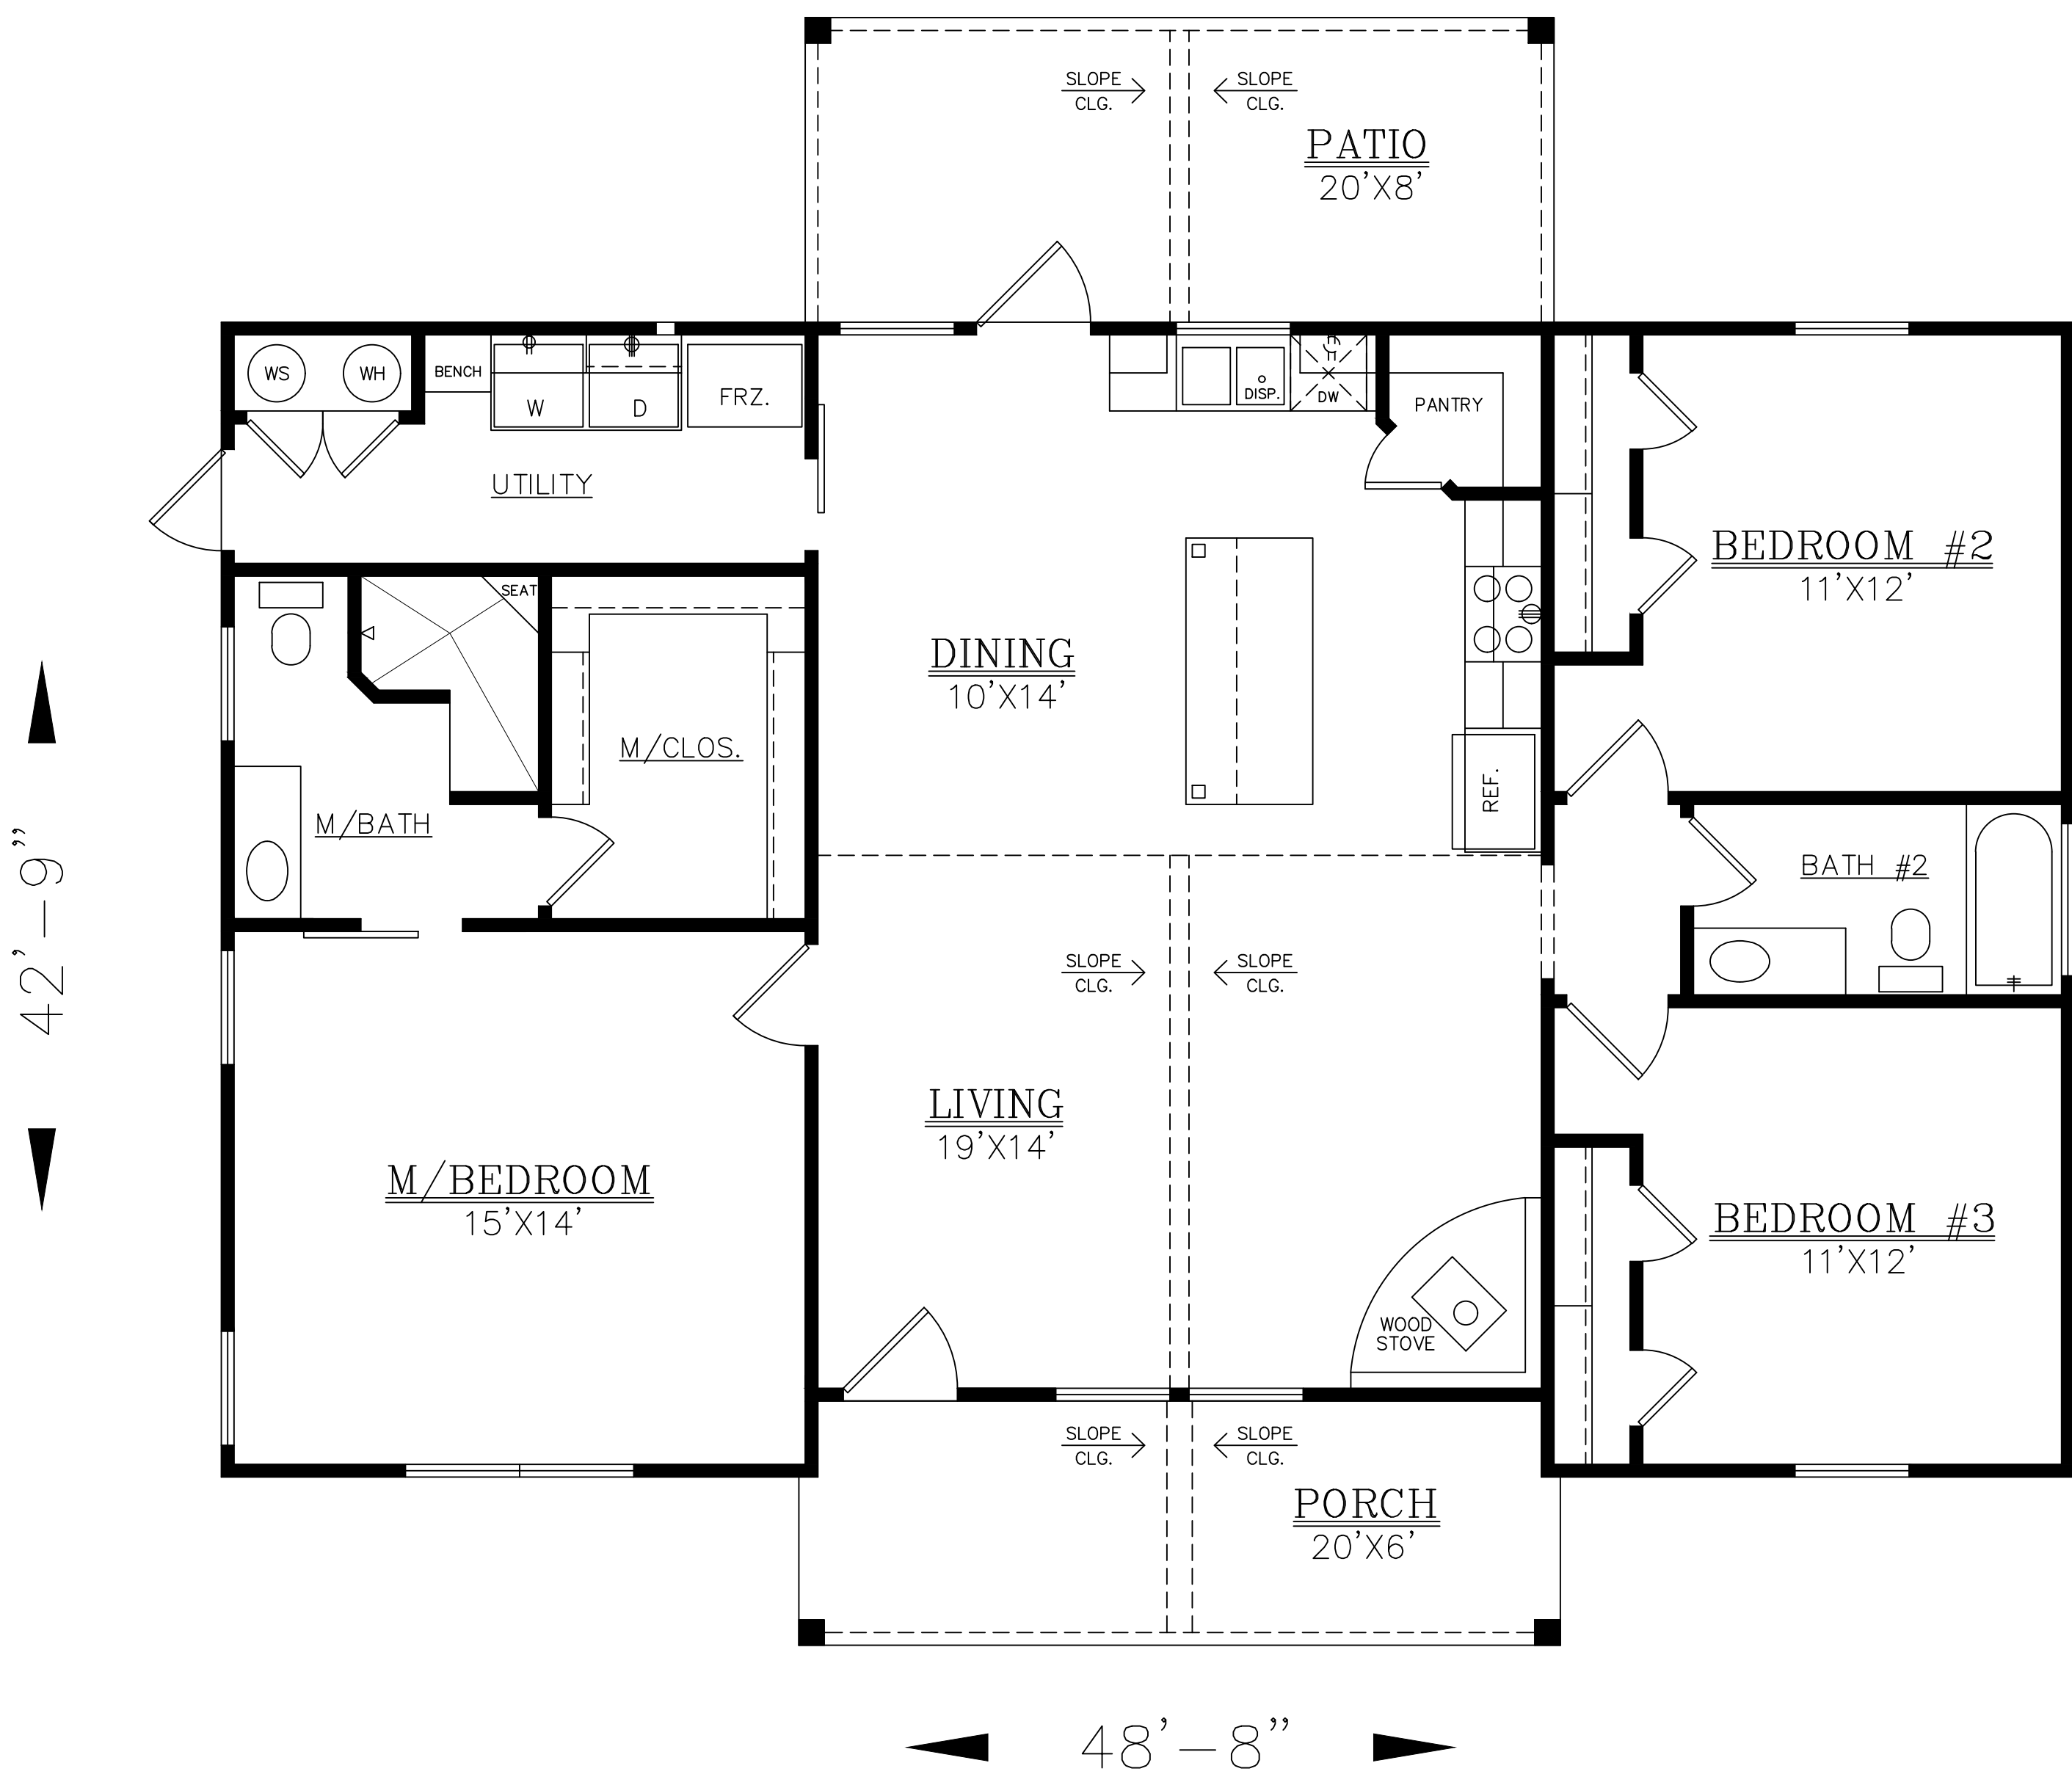 SLOPE
CLG.
SLOPE
CLG.
PATIO
20'X8'
WS
WH
BENCH
W
D
FRZ.
DISP.
DW
PANTRY
UTILITY
BEDROOM #2
11'X12'
SEAT
DINING
10'X14'
M/CLOS.
REF.
M/BATH
BATH #2
42'-9"
SLOPE
CLG.
SLOPE
CLG.
LIVING
19'X14'
M/BEDROOM
15'X14'
BEDROOM #3
11'X12'
WOOD
STOVE
SLOPE
CLG.
SLOPE
CLG.
PORCH
20'X6'
48'-8"